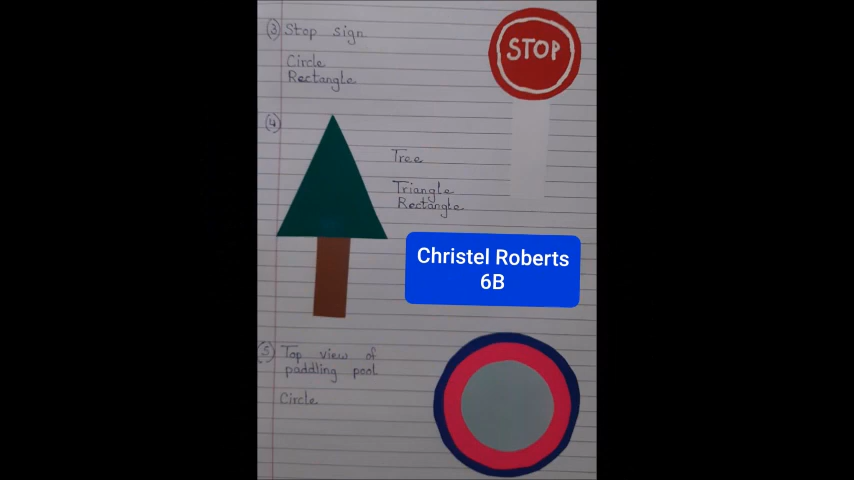 (3) Stop sign
Circle
Rectangle
STOP
(4)
Tree
Triangle
Rectangle
Christel Roberts
6B
(5) Top view of
paddling pool
Circle